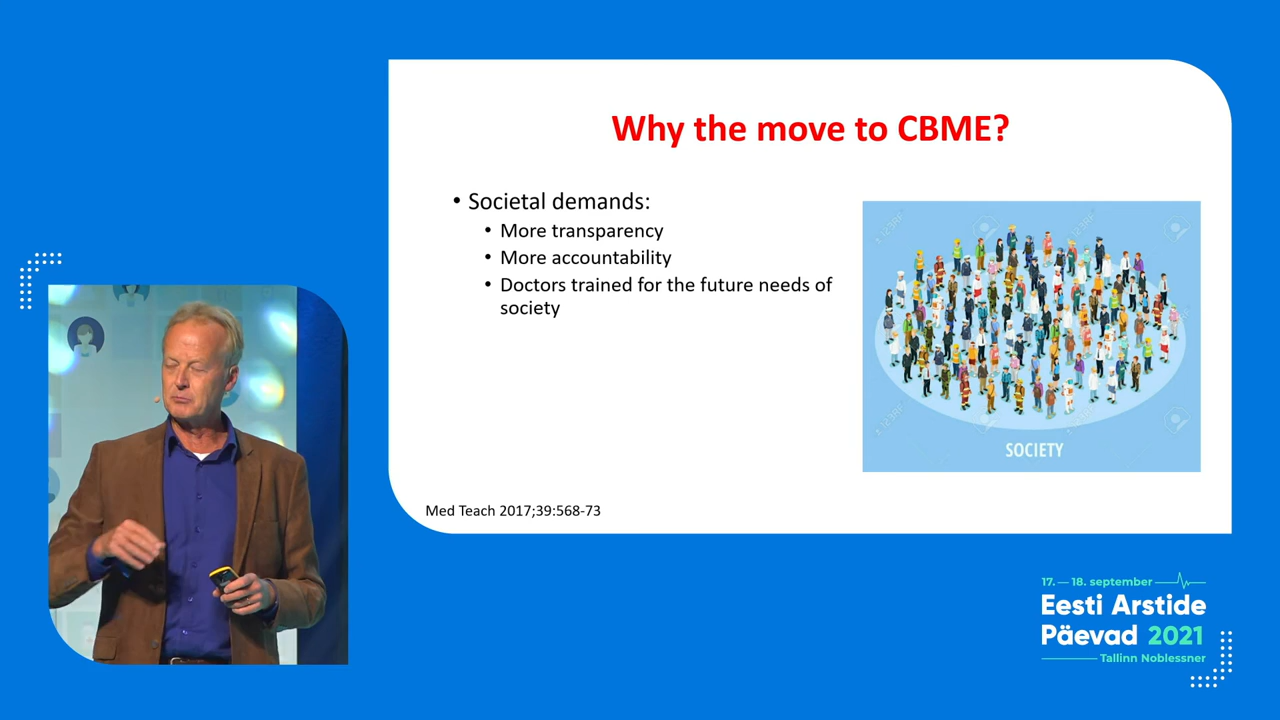 Why the move to CBME?
• Societal demands:
• More transparency
• More accountability
• Doctors trained for the future needs of
society
SOCIETY
Med Teach 2017;39:568-73
17. — 18. september
Eesti Arstide
Päevad 2021
Tallinn Noblessner